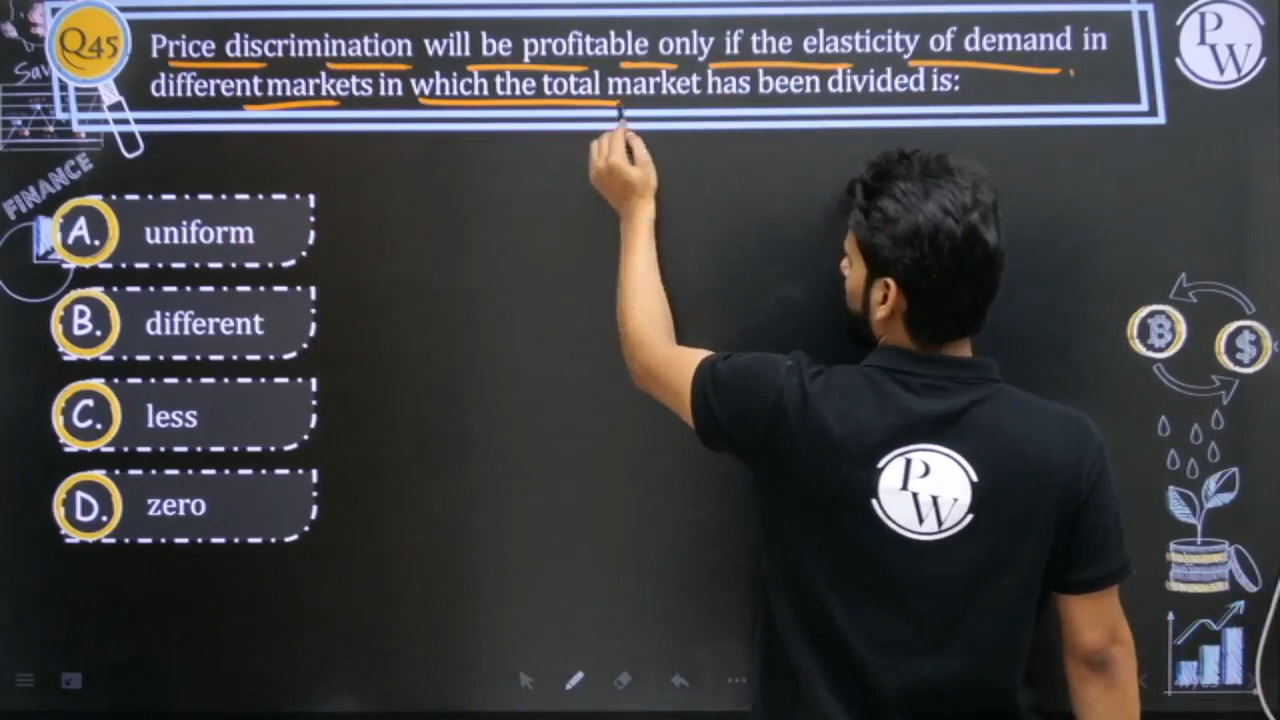 Q45
Price discrimination will be profitable only if the elasticity of demand in
different markets in which the total market has been divided is:
PW
Sav
FINANCE
A. uniform
B. different
C. less
D. zero
PW